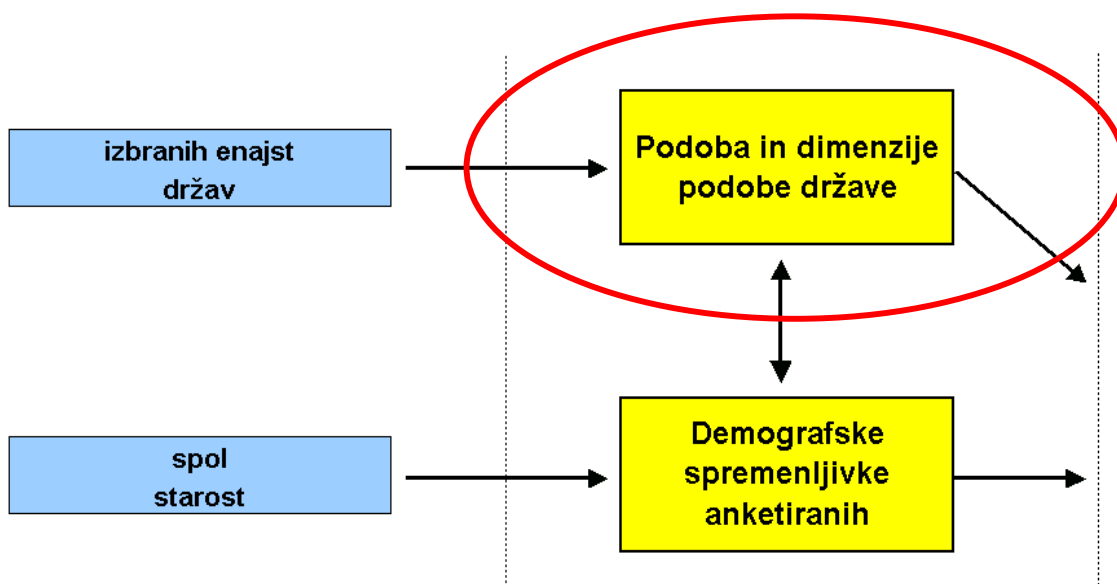 izbranih enajst
držav
Podoba in dimenzije
podobe države
spol
starost
Demografske
spremenljivke
anketiranih